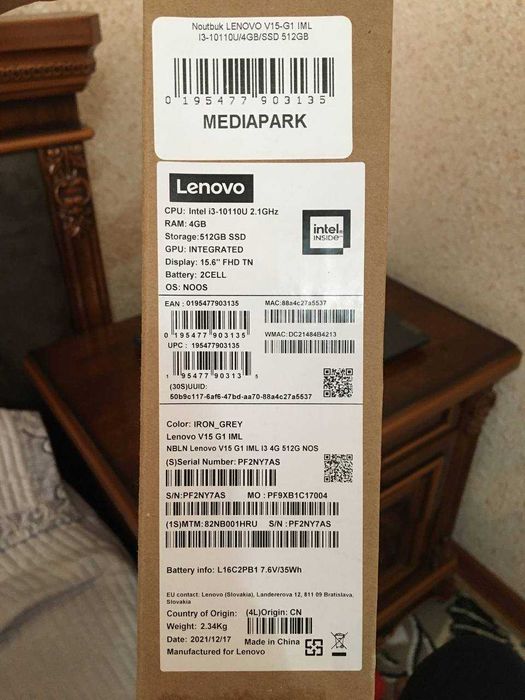 Noutbuk LENOVO V15-G1 IML
I3-10110U/4GB/SSD 512GB
0 195477 903135
MEDIAPARK
Lenovo
CPU: Intel i3-10110U 2.1GHz
RAM: 4GB
Storage:512GB SSD
GPU: INTEGRATED
Display: 15.6" FHD TN
Battery: 2CELL
OS: NOOS
intel
INSIDE
EAN : 0195477903135
MAC:88a4c27a5537
0 195477 903135
WMAC:DC21484B4213
UPC : 195477903135
1 95477 90313 5
(30S)UUID:
50b9c117-6af6-47bd-aa70-88a4c27a5537
Color: IRON_GREY
Lenovo V15 G1 IML
NBLN Lenovo V15 G1 IML I3 4G 512G NOS
(S)Serial Number: PF2NY7AS
S/N:PF2NY7AS MO : PF9XB1C17004
(1S)MTM: 82NB001HRU S/N :PF2NY7AS
Battery info: L16C2PB1 7.6V/35Wh
EU contact: Lenovo (Slovakia), Landererova 12, 811 09 Bratislava,
Slovakia
Country of Origin: (4L)Origin: CN
Weight: 2.34Kg
Date: 2021/12/17 Made in China
Manufactured for Lenovo